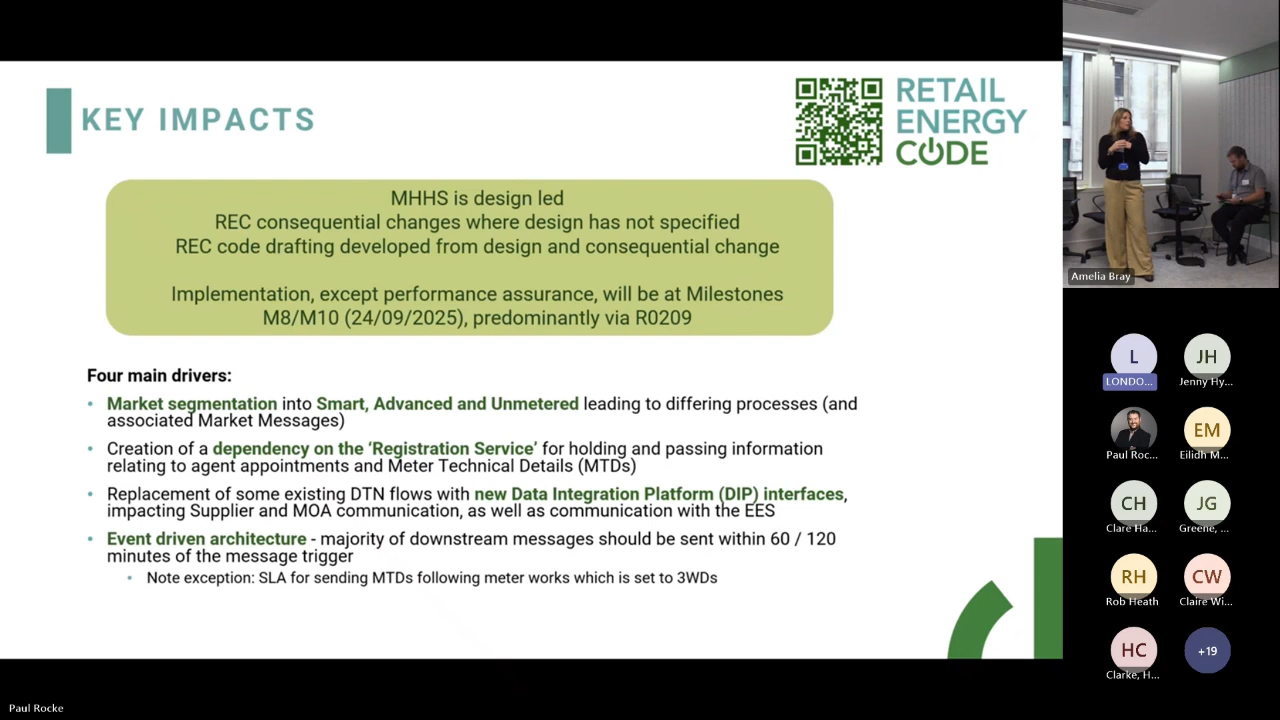 KEY IMPACTS
RETAIL
ENERGY
CODE
MHHS is design led
REC consequential changes where design has not specified
REC code drafting developed from design and consequential change
Implementation, except performance assurance, will be at Milestones
M8/M10 (24/09/2025), predominantly via R0209
Four main drivers:
• Market segmentation into Smart, Advanced and Unmetered leading to differing processes (and
associated Market Messages)
• Creation of a dependency on the ‘Registration Service’ for holding and passing information
relating to agent appointments and Meter Technical Details (MTDs)
• Replacement of some existing DTN flows with new Data Integration Platform (DIP) interfaces,
impacting Supplier and MOA communication, as well as communication with the EES
• Event driven architecture - majority of downstream messages should be sent within 60 / 120
minutes of the message trigger
• Note exception: SLA for sending MTDs following meter works which is set to 3WDs
Amelia Bray
L
JH
LONDO...
Jenny Hy...
EM
Paul Roc...
Eilidh M...
CH
JG
Clare Ha...
Greene, ...
RH
CW
Rob Heath
Claire Wi...
HC
+19
Clarke, H...
Paul Rocke